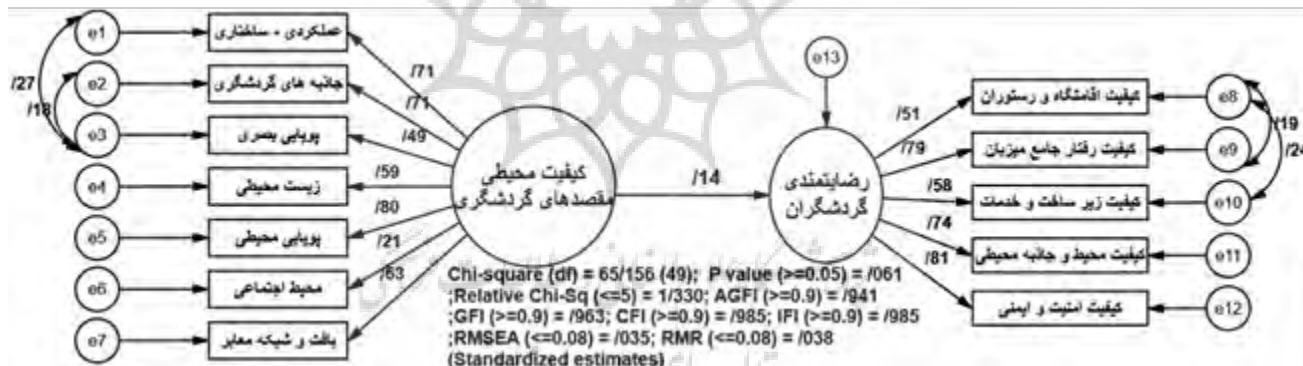 e1
عملکردی - ساختاری
e2
جاذبه های گردشگری
e3
پویایی بصری
e4
زیست محیطی
e5
پویایی محیطی
e6
محیط اجتماعی
e7
بافت و شبکه معابر
/27
/18
/71
/71
/49
/59
/80
/21
/63
کیفیت محیطی
مقصدهای گردشگری
/14
e13
رضایتمندی
گردشگران
/51
/79
/58
/74
/81
کیفیت اقامتگاه و رستوران
e8
کیفیت رفتار جامع میزبان
e9
کیفیت زیر ساخت و خدمات
e10
کیفیت محیط و جاذبه محیطی
e11
کیفیت امنیت و ایمنی
e12
/19
/24
Chi-square (df) = 65/156 (49); P value (>=0.05) = /061
;Relative Chi-Sq (<=5) = 1/330; AGFI (>=0.9) = /941
;GFI (>=0.9) = /963; CFI (>=0.9) = /985; IFI (>=0.9) = /985
;RMSEA (<=0.08) = /035; RMR (<=0.08) = /038
(Standardized estimates)